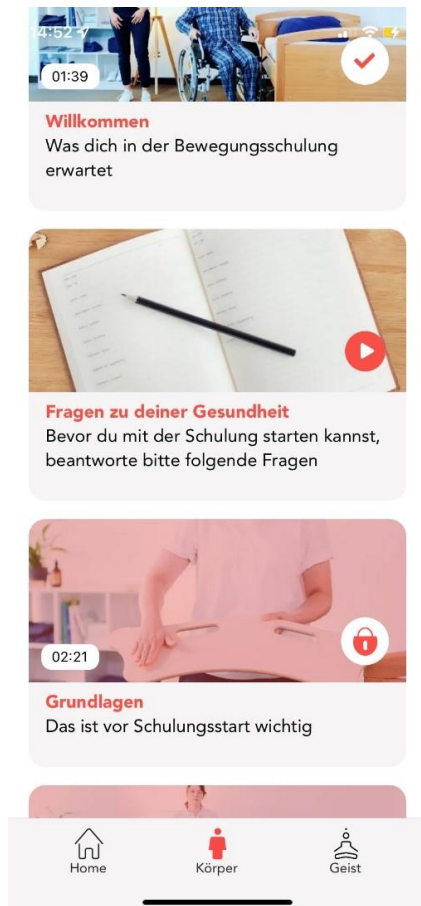 14:52
01:39
Willkommen
Was dich in der Bewegungsschulung
erwartet
Fragen zu deiner Gesundheit
Bevor du mit der Schulung starten kannst,
beantworte bitte folgende Fragen
02:21
Grundlagen
Das ist vor Schulungsstart wichtig
Home
Körper
Geist